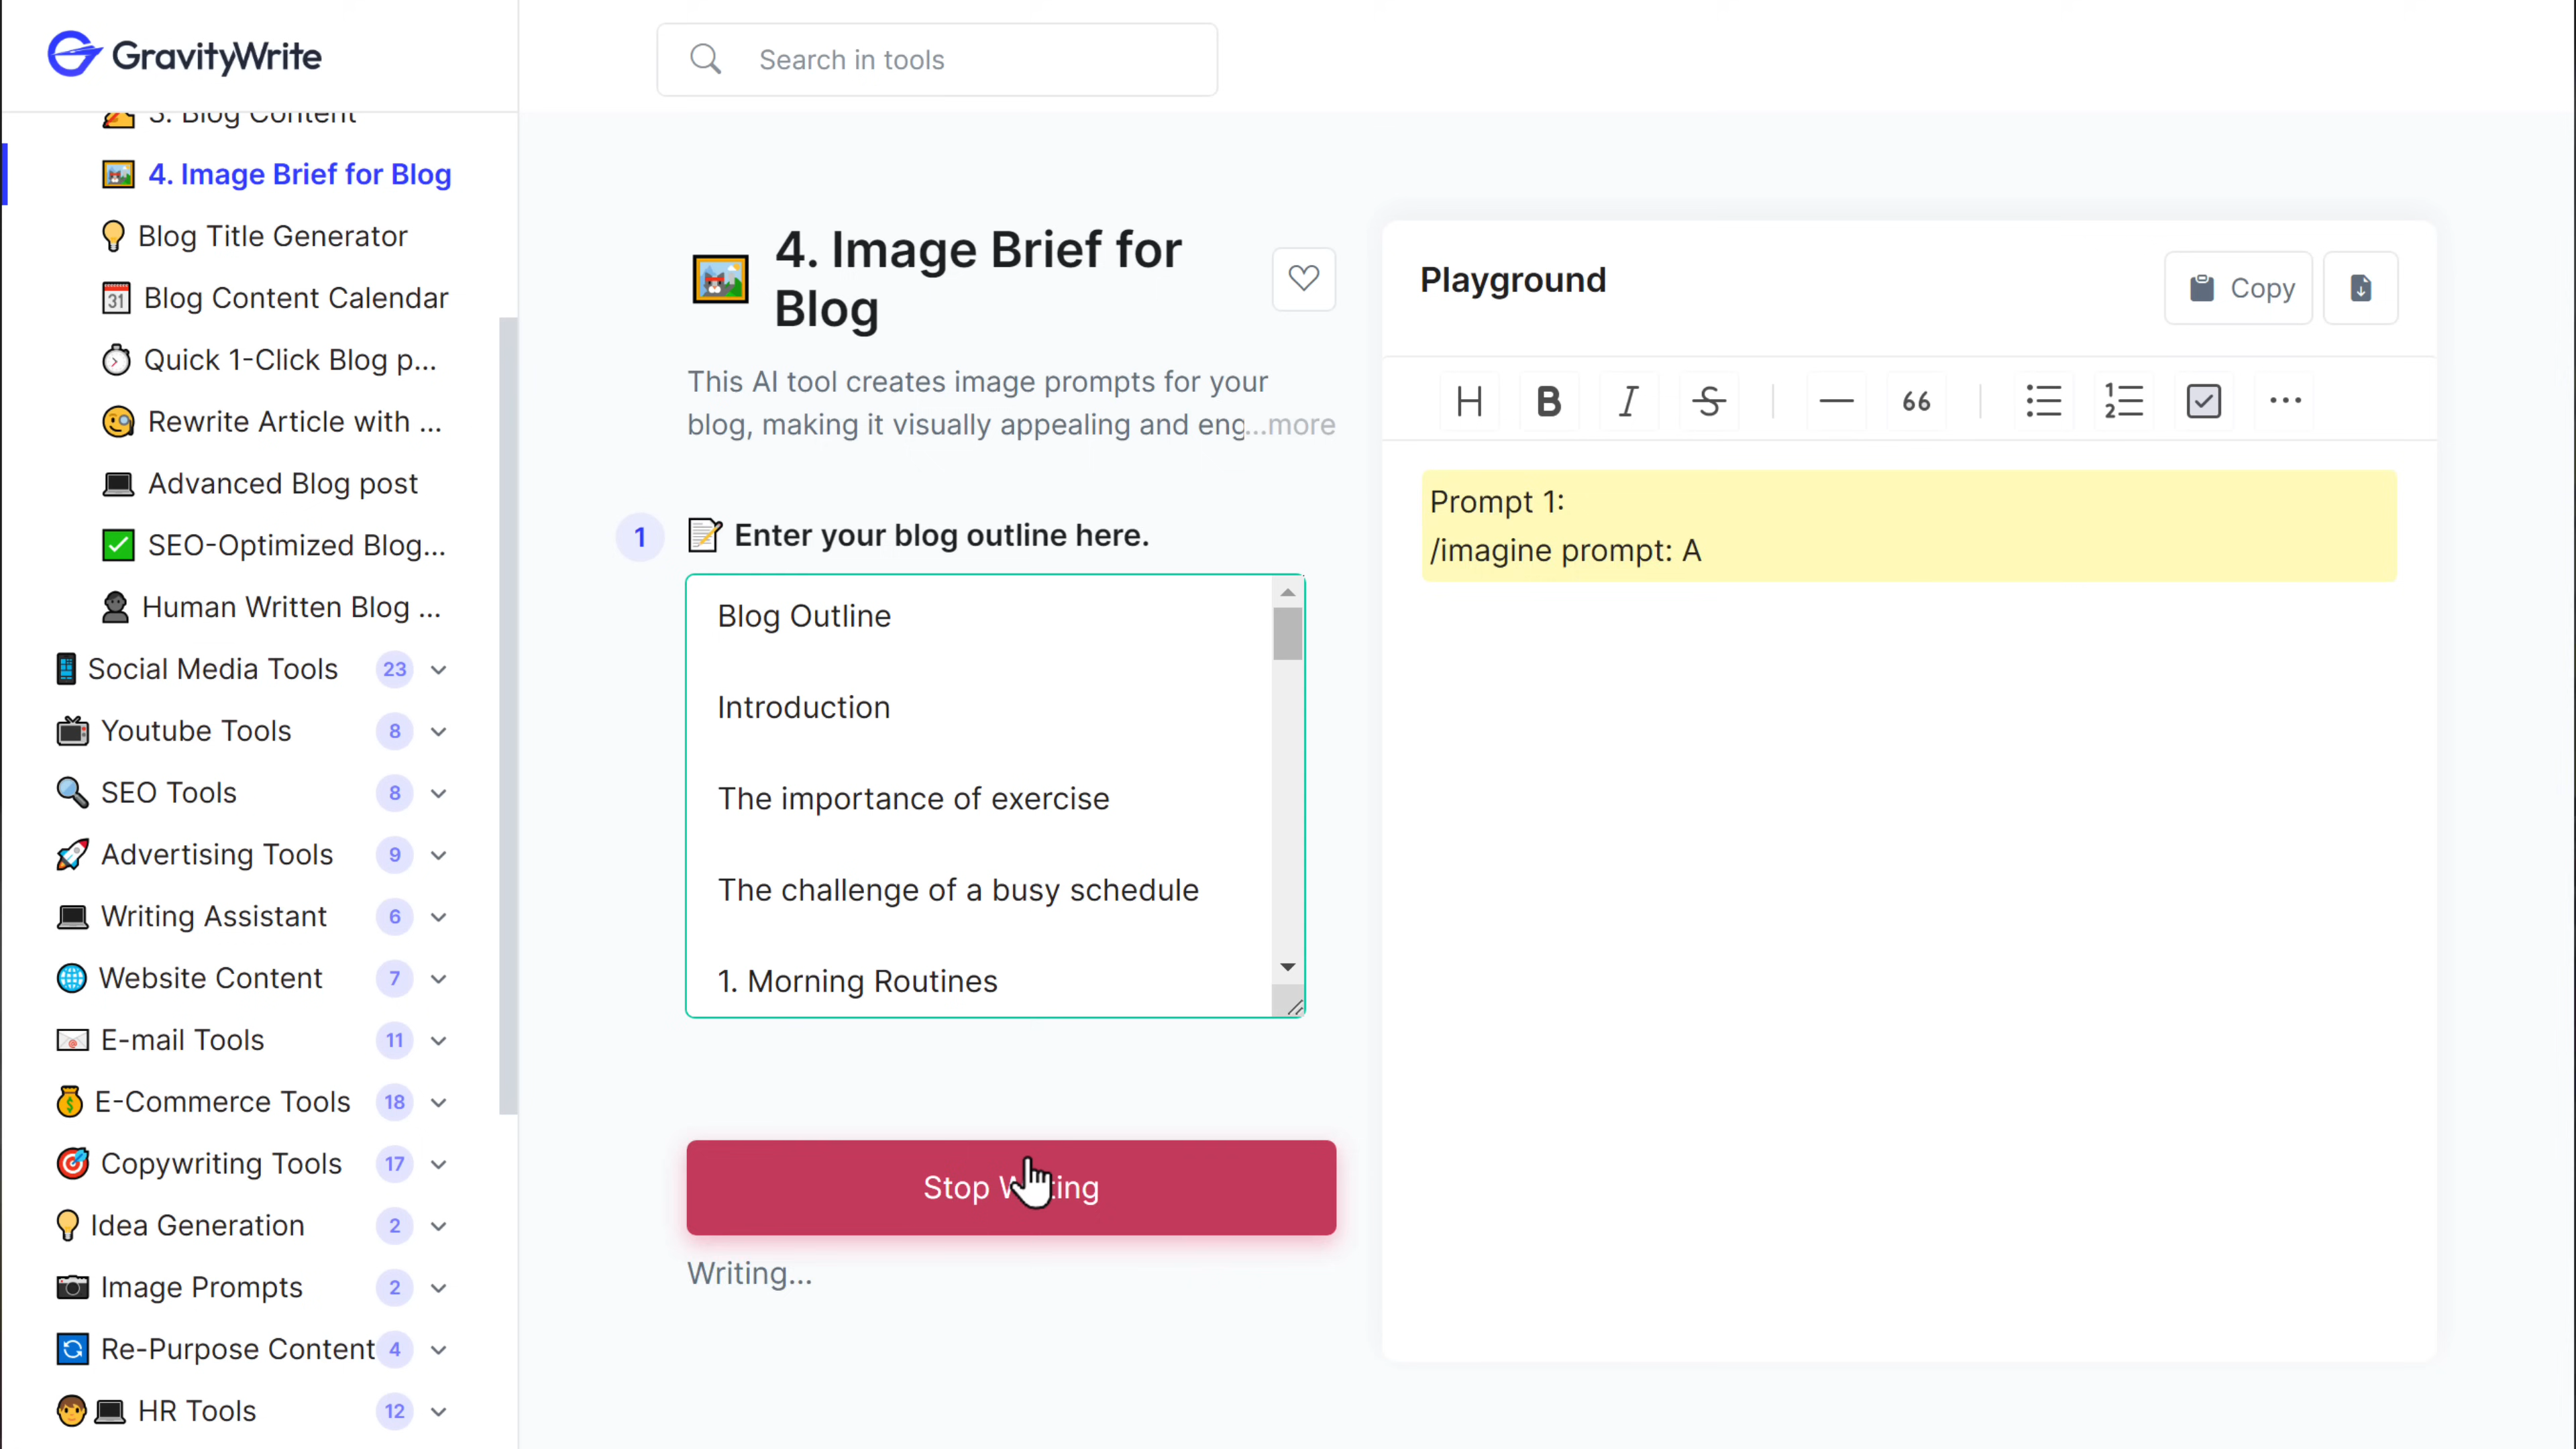 GravityWrite
Search in tools
3. Blog Content
4. Image Brief for Blog
Blog Title Generator
31
Blog Content Calendar
Quick 1-Click Blog p...
Rewrite Article with ...
Advanced Blog post
SEO-Optimized Blog...
Human Written Blog ...
Social Media Tools 23
Youtube Tools 8
SEO Tools 8
Advertising Tools 9
Writing Assistant 6
Website Content 7
E-mail Tools 11
E-Commerce Tools 18
Copywriting Tools 17
Idea Generation 2
Image Prompts 2
Re-Purpose Content 4
HR Tools 12
4. Image Brief for
Blog
This AI tool creates image prompts for your
blog, making it visually appealing and eng...more
1
Enter your blog outline here.
Blog Outline
Introduction
The importance of exercise
The challenge of a busy schedule
1. Morning Routines
Stop Writing
Writing...
Playground
Copy
H B I S
Prompt 1:
/imagine prompt: A